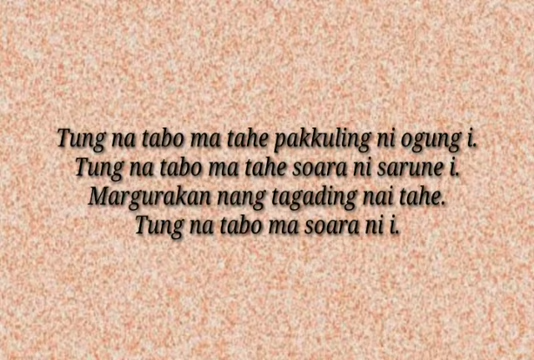 Tung na tabo ma tahe pakkuling ni ogung i.
Tung na tabo ma tahe soara ni sarune i.
Margurakan nang tagading nai tahe.
Tung na tabo ma soara ni i.